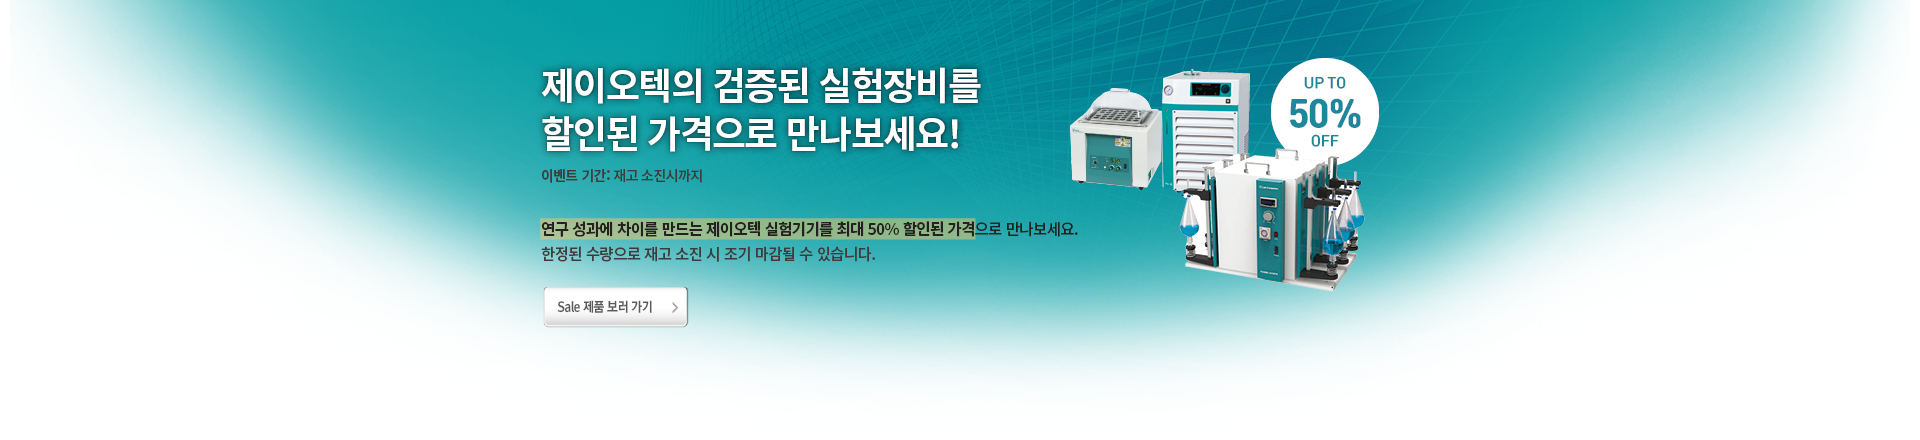 제이오텍의 검증된 실험장비를
할인된 가격으로 만나보세요!
이벤트 기간: 재고 소진시까지
연구 성과에 차이를 만드는 제이오텍 실험기기를 최대 50% 할인된 가격으로 만나보세요.
한정된 수량으로 재고 소진 시 조기 마감될 수 있습니다.
Sale 제품 보러 가기
UP TO
50%
OFF